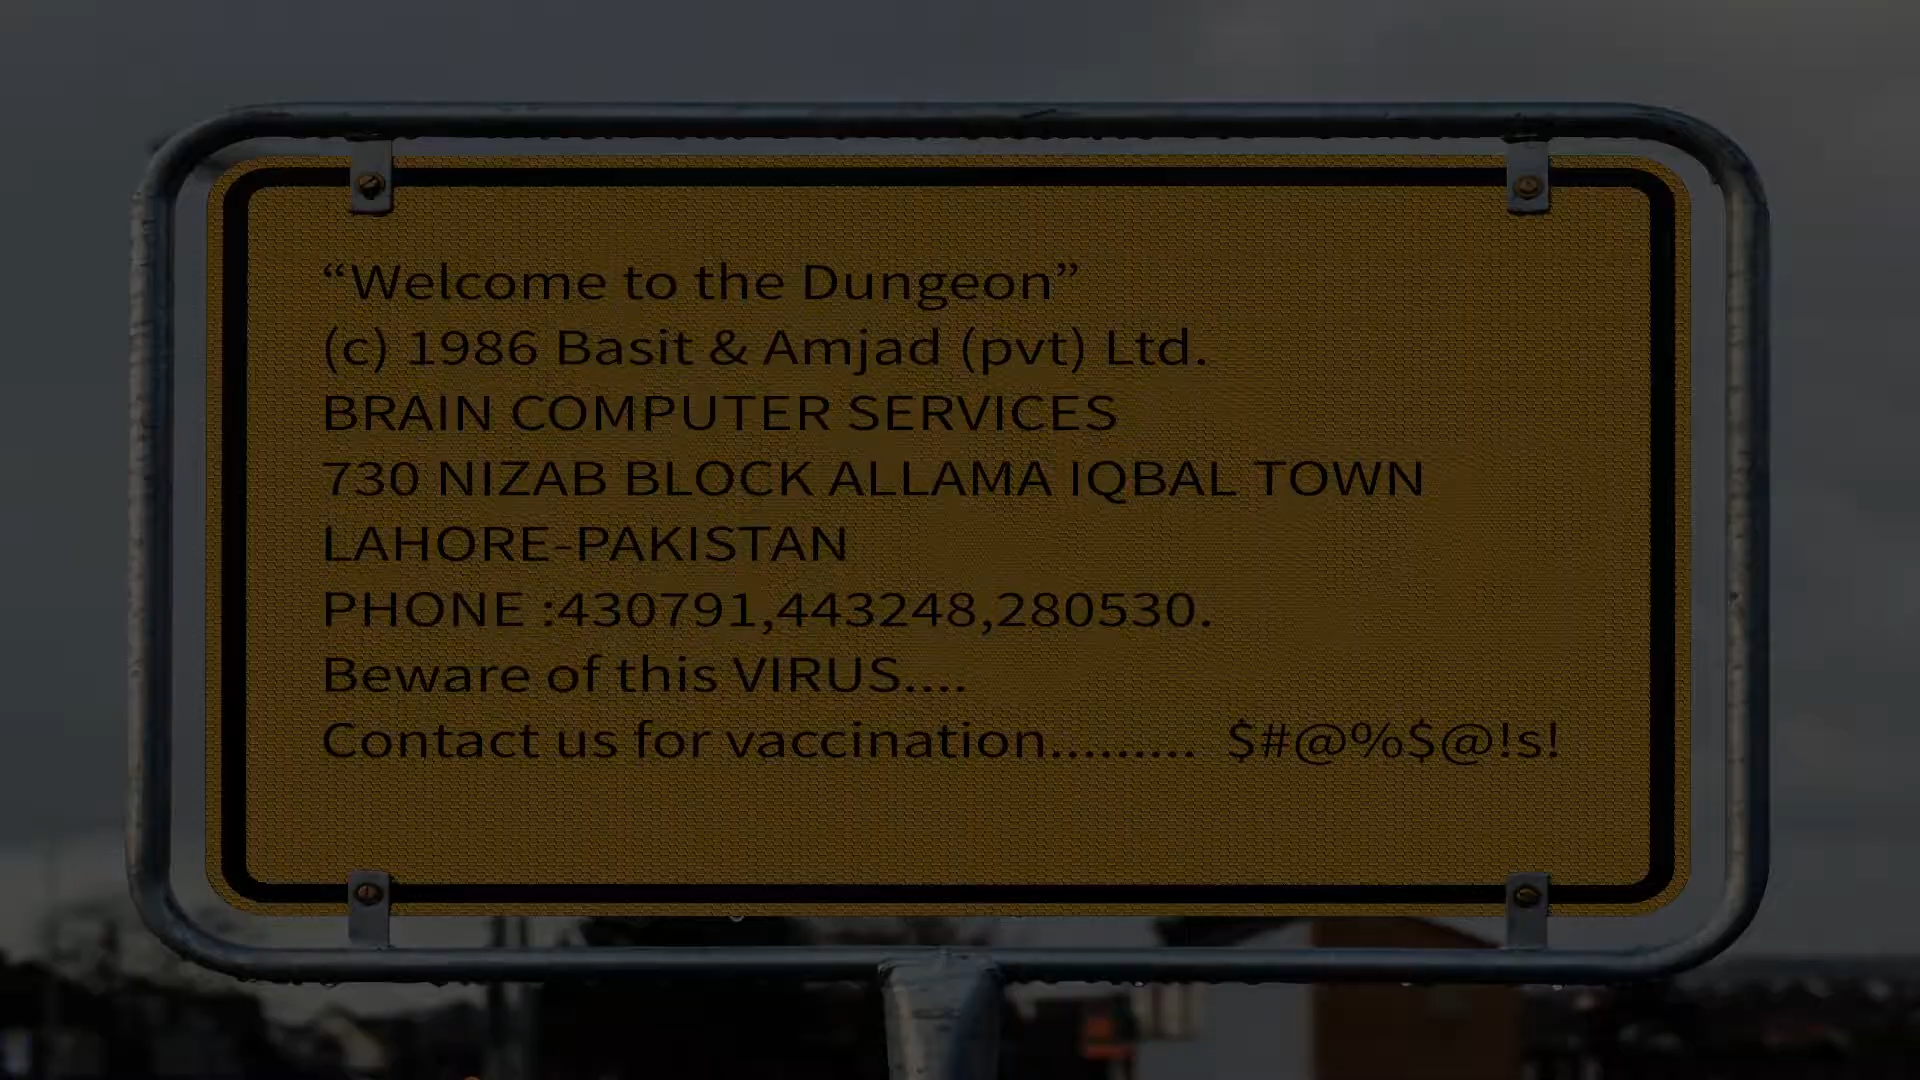 “Welcome to the Dungeon”
(c) 1986 Basit & Amjad (pvt) Ltd.
BRAIN COMPUTER SERVICES
730 NIZAB BLOCK ALLAMA IQBAL TOWN
LAHORE-PAKISTAN
PHONE :430791,443248,280530.
Beware of this VIRUS....
Contact us for vaccination......... $#@%$@!s!